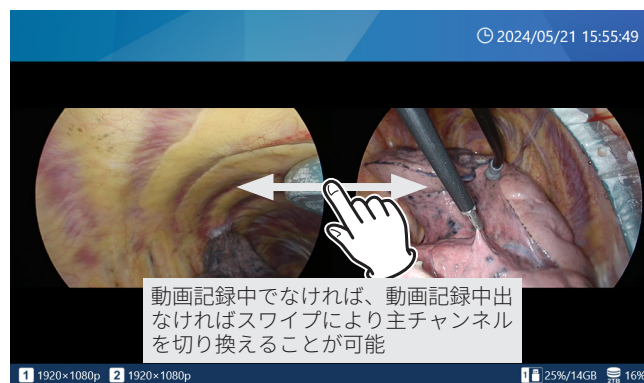 2024/05/21 15:55:49
動画記録中でなければ、動画記録中出
なければスワイプにより主チャンネル
を切り換えることが可能
1 1920×1080p 2 1920×1080p 1 25%/14GB 2TB 16%